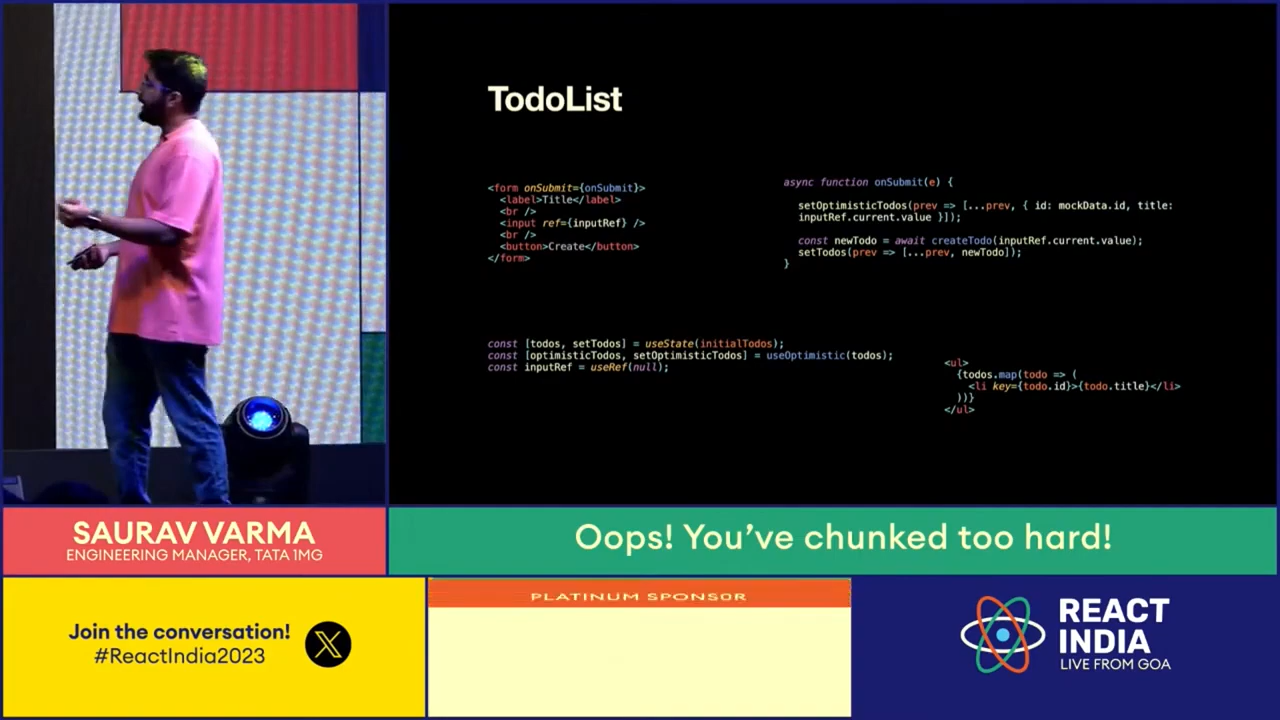 TodoList
<form onSubmit={onSubmit}>
<label>Title</label>
<br />
<input ref={inputRef} />
<br />
<button>Create</button>
</form>
async function onSubmit(e) {
setOptimisticTodos(prev => [...prev, { id: mockData.id, title:
inputRef.current.value }]);
const newTodo = await createTodo(inputRef.current.value);
setTodos(prev => [...prev, newTodo]);
}
const [todos, setTodos] = useState(initialTodos);
const [optimisticTodos, setOptimisticTodos] = useOptimistic(todos);
const inputRef = useRef(null);
<ul>
{todos.map(todo => (
<li key={todo.id}>{todo.title}</li>
))}
</ul>
SAURAV VARMA
ENGINEERING MANAGER, TATA 1MG
Oops! You've chunked too hard!
Join the conversation!
#ReactIndia2023
PLATINUM SPONSOR
REACT
INDIA
LIVE FROM GOA